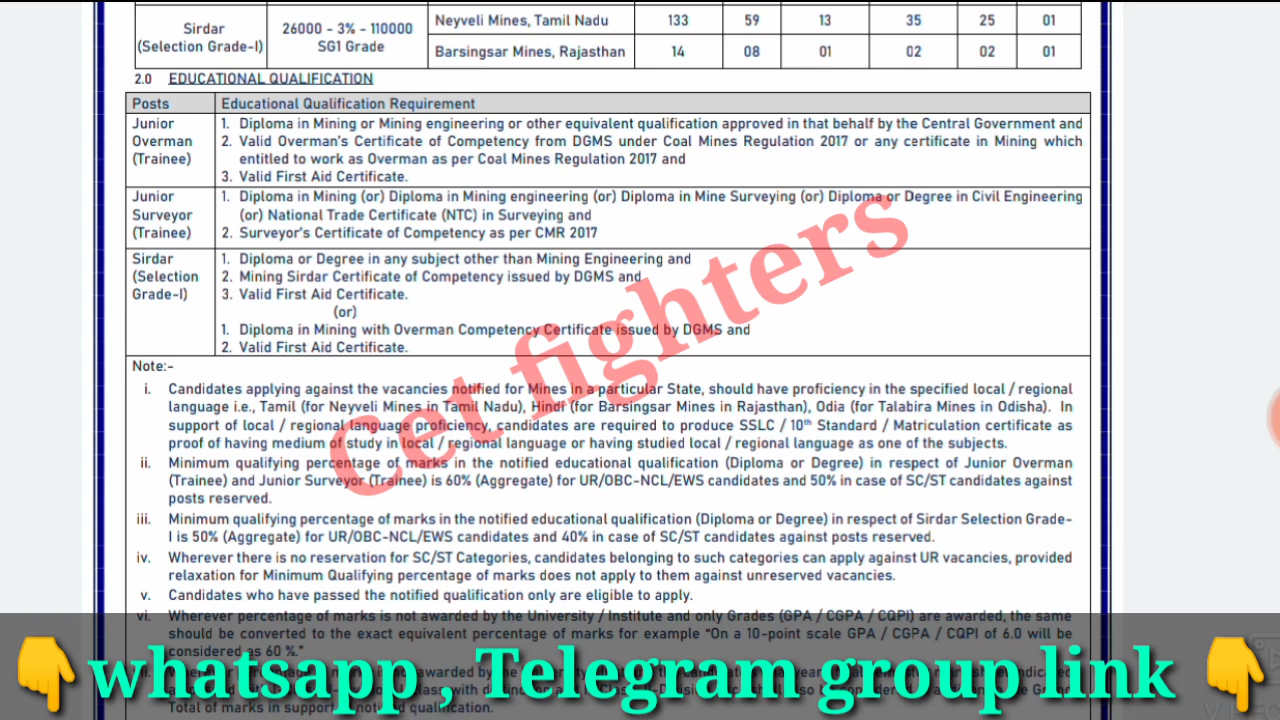 Sirdar
(Selection Grade-I)
26000 - 3% - 110000
SG1 Grade
Neyveli Mines, Tamil Nadu 133 59 13 35 25 01
Barsingsar Mines, Rajasthan 14 08 01 02 02 01
2.0 EDUCATIONAL QUALIFICATION
Posts Educational Qualification Requirement
Junior
Overman
(Trainee)
1. Diploma in Mining or Mining engineering or other equivalent qualification approved in that behalf by the Central Government and
2. Valid Overman's Certificate of Competency from DGMS under Coal Mines Regulation 2017 or any certificate in Mining which
entitled to work as Overman as per Coal Mines Regulation 2017 and
3. Valid First Aid Certificate.
Junior
Surveyor
(Trainee)
1. Diploma in Mining (or) Diploma in Mining engineering (or) Diploma in Mine Surveying (or) Diploma or Degree in Civil Engineering
(or) National Trade Certificate (NTC) in Surveying and
2. Surveyor's Certificate of Competency as per CMR 2017
Sirdar
(Selection
Grade-I)
1. Diploma or Degree in any subject other than Mining Engineering and
2. Mining Sirdar Certificate of Competency issued by DGMS and
3. Valid First Aid Certificate.
(or)
1. Diploma in Mining with Overman Competency Certificate issued by DGMS and
2. Valid First Aid Certificate.
Cet fighters
Note:-
i. Candidates applying against the vacancies notified for Mines in a particular State, should have proficiency in the specified local / regional
language i.e., Tamil (for Neyveli Mines in Tamil Nadu), Hindi (for Barsingsar Mines in Rajasthan), Odia (for Talabira Mines in Odisha). In
support of local / regional language proficiency, candidates are required to produce SSLC / 10th Standard / Matriculation certificate as
proof of having medium of study in local / regional language or having studied local / regional language as one of the subjects.
ii. Minimum qualifying percentage of marks in the notified educational qualification (Diploma or Degree) in respect of Junior Overman
(Trainee) and Junior Surveyor (Trainee) is 60% (Aggregate) for UR/OBC-NCL/EWS candidates and 50% in case of SC/ST candidates against
posts reserved.
iii. Minimum qualifying percentage of marks in the notified educational qualification (Diploma or Degree) in respect of Sirdar Selection Grade-
I is 50% (Aggregate) for UR/OBC-NCL/EWS candidates and 40% in case of SC/ST candidates against posts reserved.
iv. Wherever there is no reservation for SC/ST Categories, candidates belonging to such categories can apply against UR vacancies, provided
relaxation for Minimum Qualifying percentage of marks does not apply to them against unreserved vacancies.
v. Candidates who have passed the notified qualification only are eligible to apply.
vi. Wherever percentage of marks is not awarded by the University / Institute and only Grades (GPA / CGPA / CQPI) are awarded, the same
should be converted to the exact equivalent percentage of marks for example "On a 10-point scale GPA / CGPA / CQPI of 6.0 will be
considered as 60 %."
👇whatsapp , Telegram group link 👇
Total of marks in support of notified qualification.